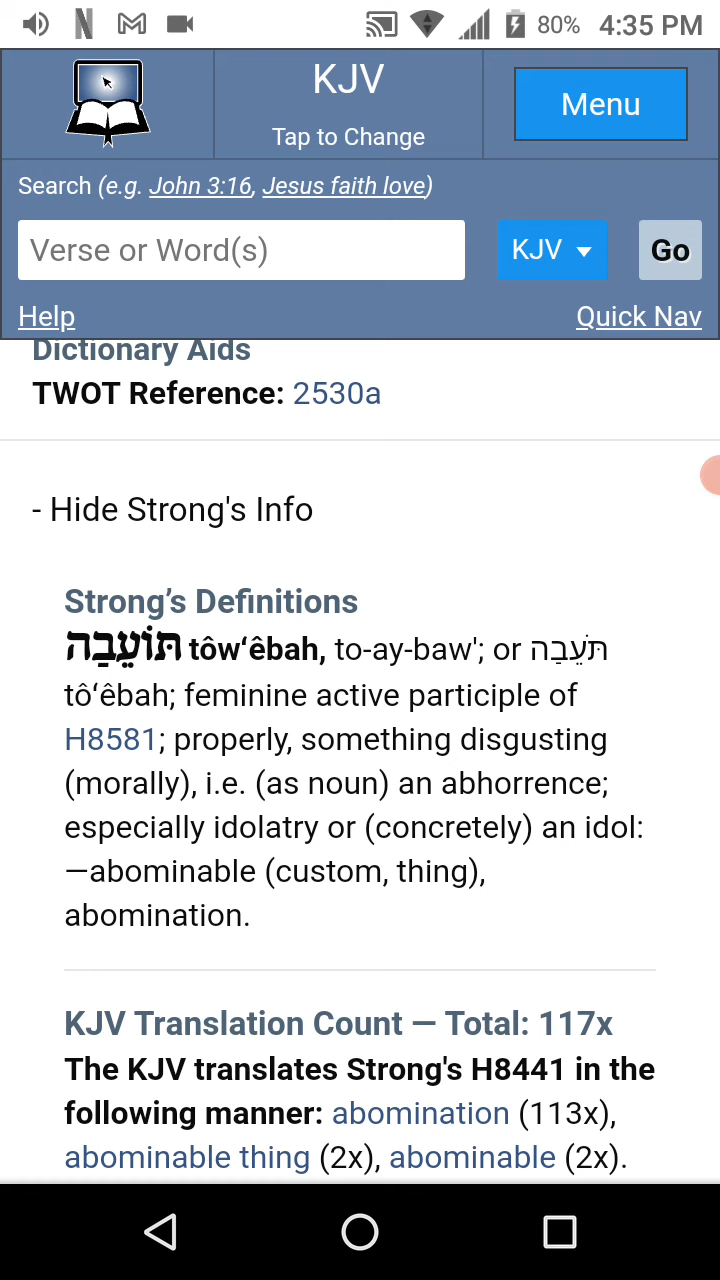 80% 4:35 PM
KJV
Tap to Change
Menu
Search (e.g. John 3:16, Jesus faith love)
Verse or Word(s)
KJV
Go
Help
Quick Nav
Dictionary Aids
TWOT Reference: 2530a
- Hide Strong's Info
Strong’s Definitions
תּוֹעֵבַה tôwʻêbah, to-ay-baw'; or תֹּעֵבַה
tôʻêbah; feminine active participle of
H8581; properly, something disgusting
(morally), i.e. (as noun) an abhorrence;
especially idolatry or (concretely) an idol:
—abominable (custom, thing),
abomination.
KJV Translation Count — Total: 117x
The KJV translates Strong's H8441 in the
following manner: abomination (113x),
abominable thing (2x), abominable (2x).